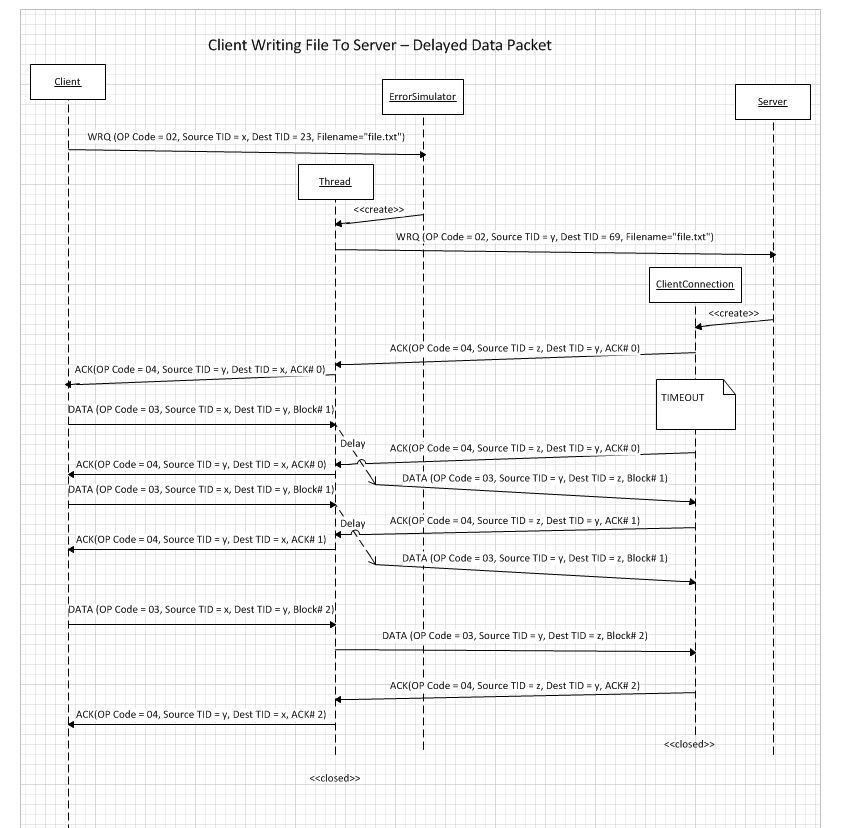 Client Writing File To Server – Delayed Data Packet
Client
ErrorSimulator
Server
WRQ (OP Code = 02, Source TID = x, Dest TID = 23, Filename="file.txt")
Thread
<<create>>
WRQ (OP Code = 02, Source TID = y, Dest TID = 69, Filename="file.txt")
ClientConnection
<<create>>
ACK(OP Code = 04, Source TID = z, Dest TID = y, ACK# 0)
ACK(OP Code = 04, Source TID = y, Dest TID = x, ACK# 0)
TIMEOUT
DATA (OP Code = 03, Source TID = x, Dest TID = y, Block# 1)
Delay
ACK(OP Code = 04, Source TID = z, Dest TID = y, ACK# 0)
ACK(OP Code = 04, Source TID = y, Dest TID = x, ACK# 0)
DATA (OP Code = 03, Source TID = y, Dest TID = z, Block# 1)
DATA (OP Code = 03, Source TID = x, Dest TID = y, Block# 1)
Delay
ACK(OP Code = 04, Source TID = z, Dest TID = y, ACK# 1)
ACK(OP Code = 04, Source TID = y, Dest TID = x, ACK# 1)
DATA (OP Code = 03, Source TID = y, Dest TID = z, Block# 1)
DATA (OP Code = 03, Source TID = x, Dest TID = y, Block# 2)
DATA (OP Code = 03, Source TID = y, Dest TID = z, Block# 2)
ACK(OP Code = 04, Source TID = z, Dest TID = y, ACK# 2)
ACK(OP Code = 04, Source TID = y, Dest TID = x, ACK# 2)
<<closed>>
<<closed>>